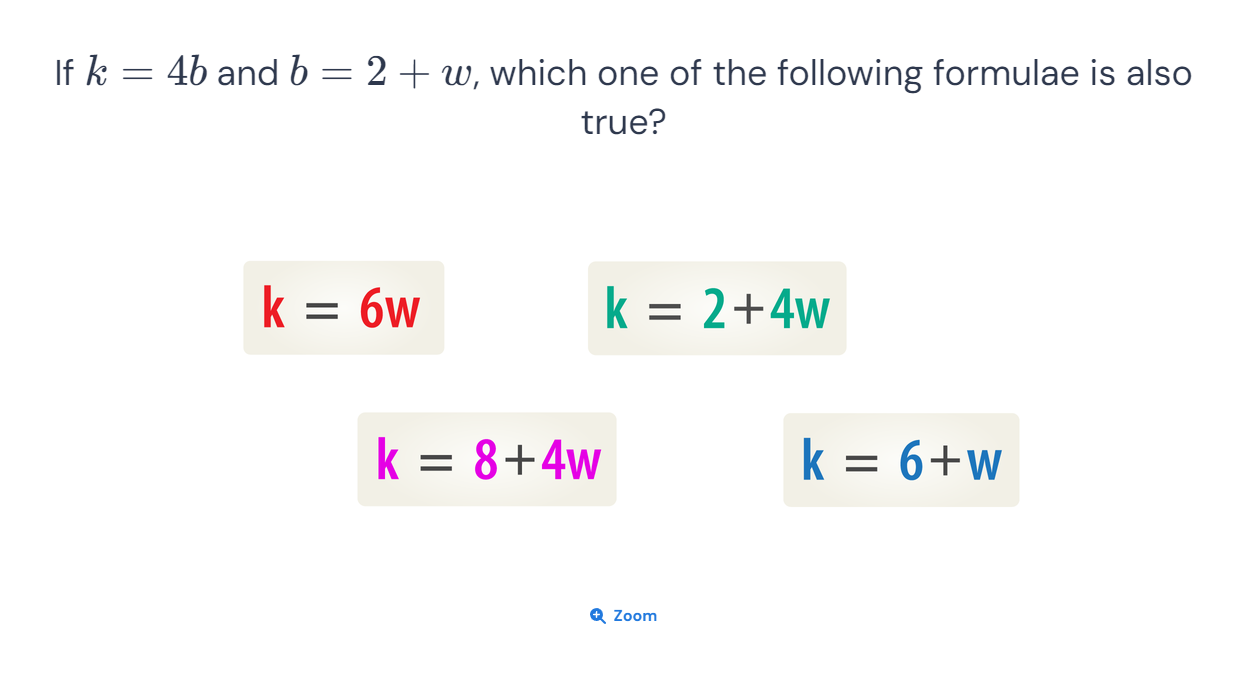 If k = 4b and b = 2 + w, which one of the following formulae is also
true?
k = 6w
k = 2+4w
k = 8+4w
k = 6+w
Zoom